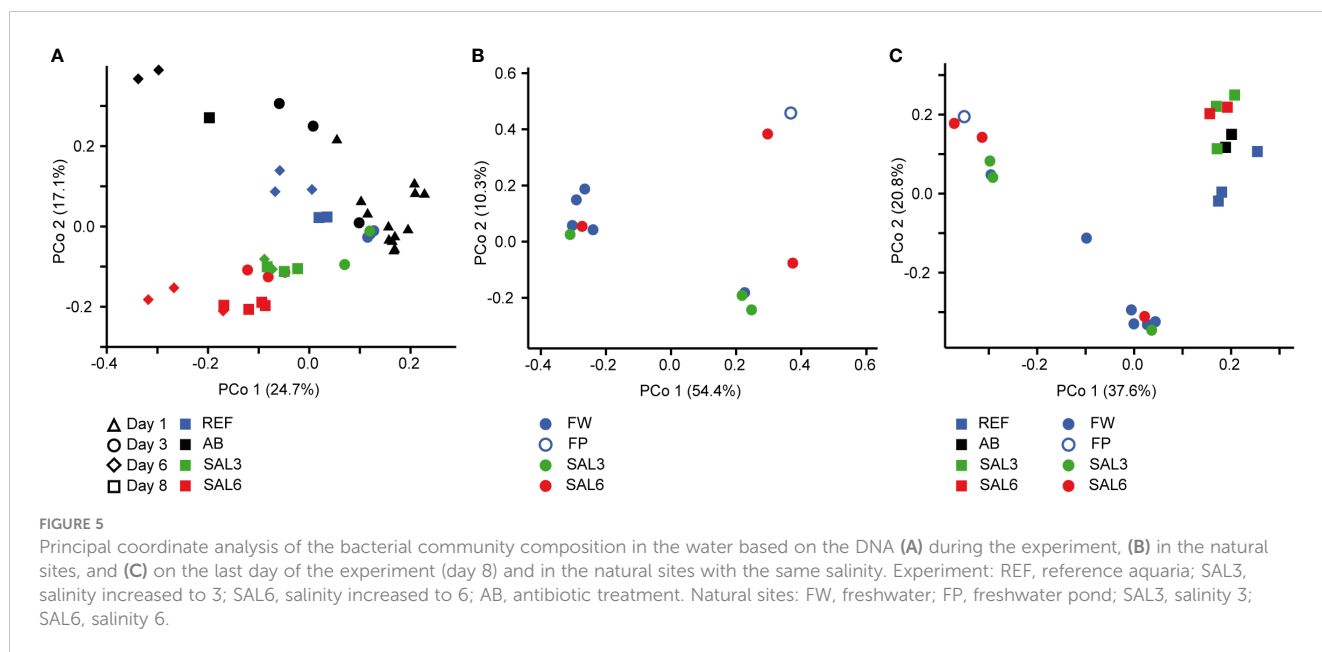 A
PCo 2 (17.1%)
0.2
0.0
-0.2
-0.4
-0.2
0.0
0.2
PCo 1 (24.7%)
Day 1
REF
Day 3
AB
Day 6
SAL3
Day 8
SAL6
B
PCo 2 (10.3%)
0.6
0.4
0.2
0.0
-0.2
-0.4
-0.2
0.0
0.2
0.4
0.6
PCo 1 (54.4%)
FW
FP
SAL3
SAL6
C
PCo 2 (20.8%)
0.2
0.0
-0.2
-0.2
0.0
0.2
PCo 1 (37.6%)
REF
FW
AB
FP
SAL3
SAL3
SAL6
SAL6
FIGURE 5
Principal coordinate analysis of the bacterial community composition in the water based on the DNA (A) during the experiment, (B) in the natural
sites, and (C) on the last day of the experiment (day 8) and in the natural sites with the same salinity. Experiment: REF, reference aquaria; SAL3,
salinity increased to 3; SAL6, salinity increased to 6; AB, antibiotic treatment. Natural sites: FW, freshwater; FP, freshwater pond; SAL3, salinity 3;
SAL6, salinity 6.